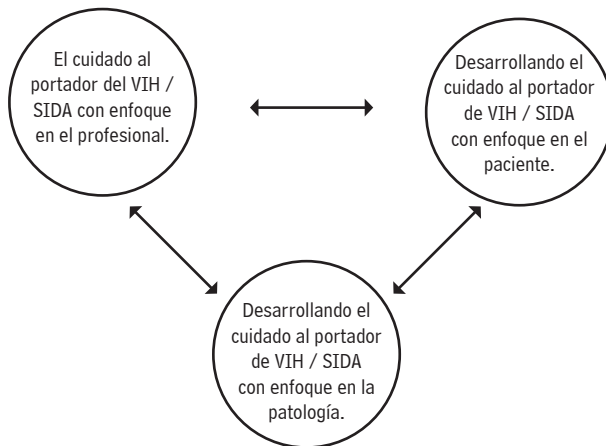 El cuidado al
portador del VIH /
SIDA con enfoque
en el profesional.
Desarrollando el
cuidado al portador
de VIH / SIDA
con enfoque en el
paciente.
Desarrollando el
cuidado al portador
de VIH / SIDA
con enfoque en la
patología.